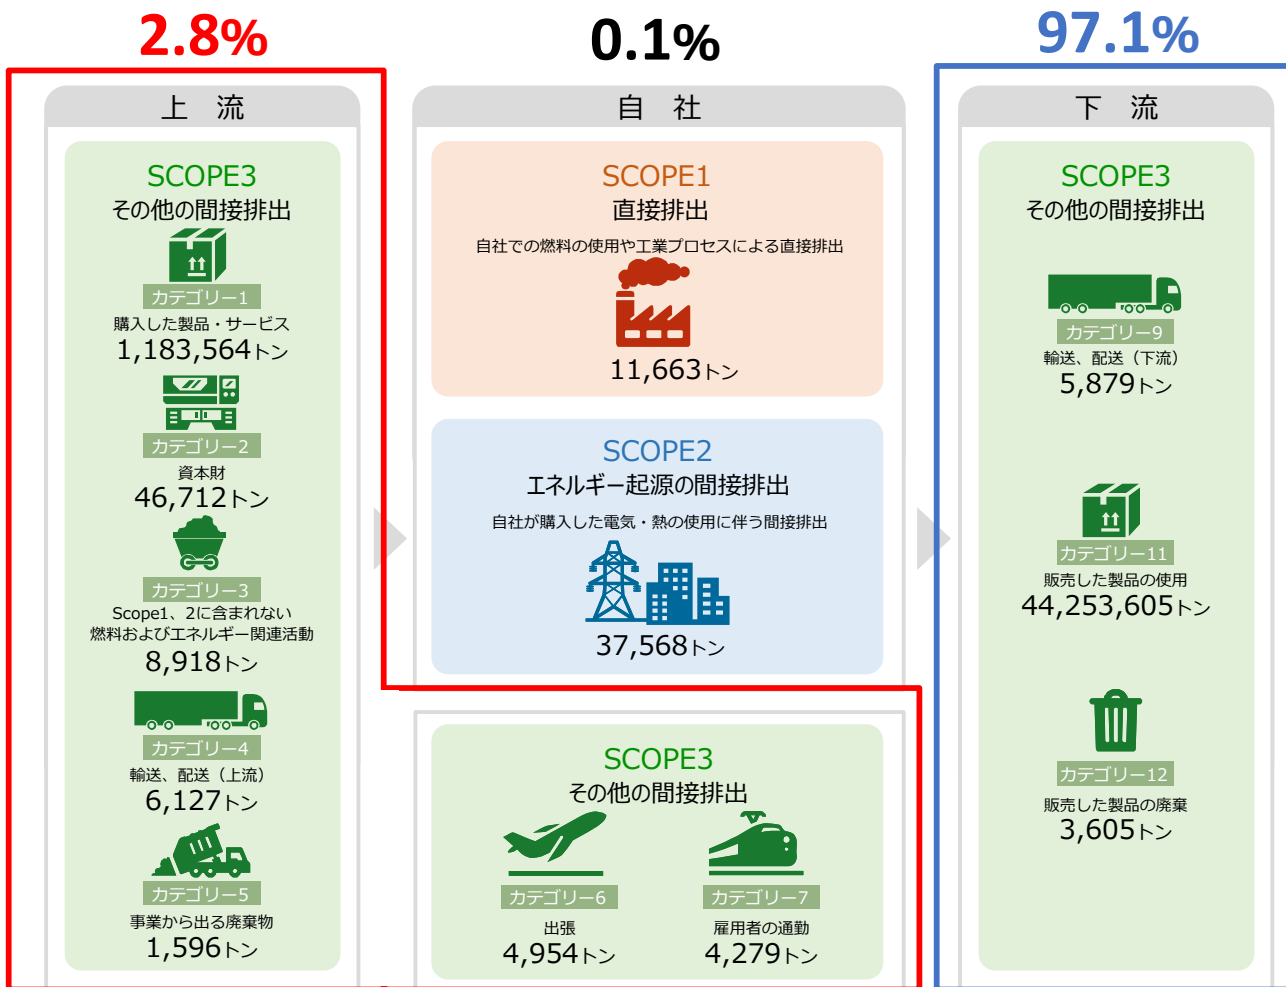 2.8%
上 流
SCOPE3
その他の間接排出
カテゴリー1
購入した製品・サービス
1,183,564トン
カテゴリー2
資本財
46,712トン
カテゴリー3
Scope1、2に含まれない
燃料およびエネルギー関連活動
8,918トン
カテゴリー4
輸送、配送（上流）
6,127トン
カテゴリー5
事業から出る廃棄物
1,596トン
0.1%
自 社
SCOPE1
直接排出
自社での燃料の使用や工業プロセスによる直接排出
11,663トン
SCOPE2
エネルギー起源の間接排出
自社が購入した電気・熱の使用に伴う間接排出
37,568トン
SCOPE3
その他の間接排出
カテゴリー6
出張
4,954トン
カテゴリー7
雇用者の通勤
4,279トン
97.1%
下 流
SCOPE3
その他の間接排出
カテゴリー9
輸送、配送（下流）
5,879トン
カテゴリー11
販売した製品の使用
44,253,605トン
カテゴリー12
販売した製品の廃棄
3,605トン